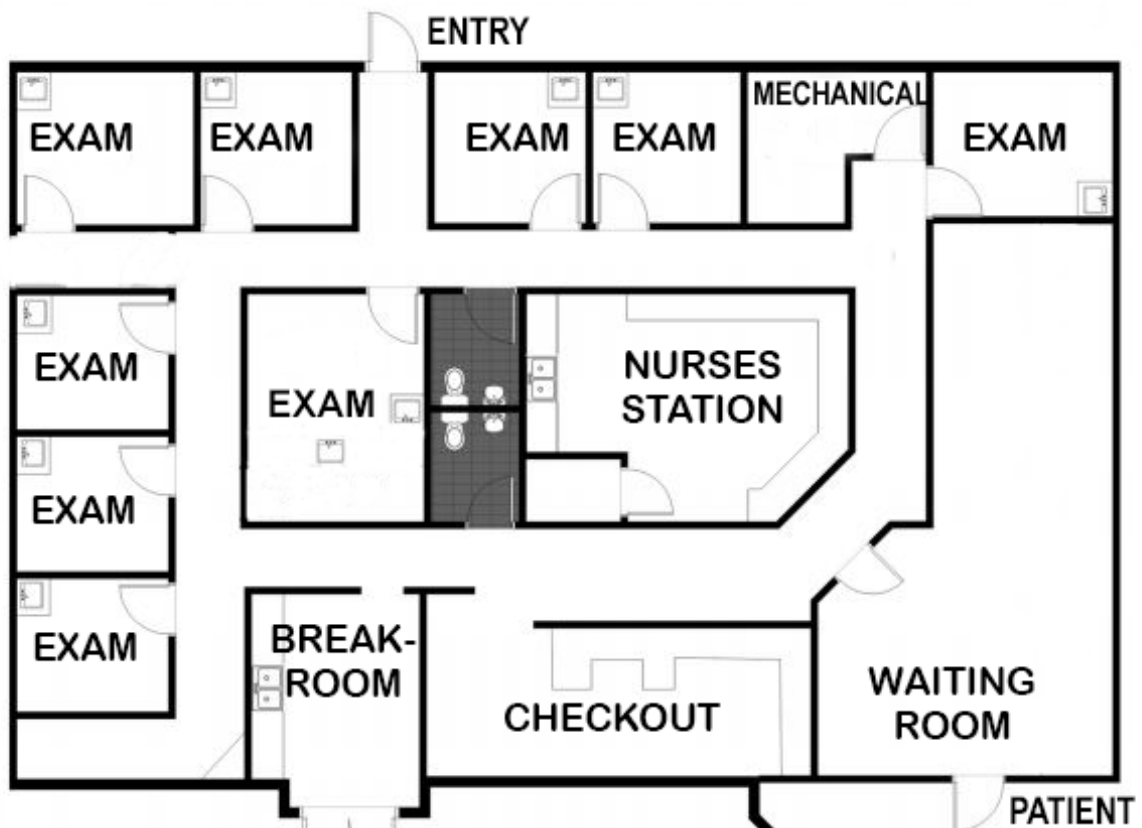 ENTRY
MECHANICAL
EXAM
EXAM
EXAM
EXAM
EXAM
EXAM
EXAM
NURSES
STATION
EXAM
EXAM
BREAK-
ROOM
EXAM
WAITING
ROOM
CHECKOUT
PATIENT